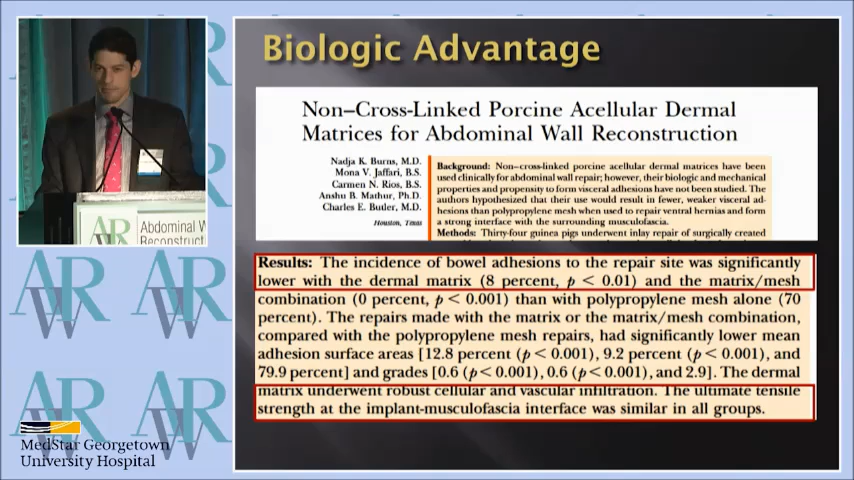 Biologic Advantage
Non–Cross-Linked Porcine Acellular Dermal
Matrices for Abdominal Wall Reconstruction
Nadja K. Burns, M.D.
Mona V. Jaffari, B.S.
Carmen N. Rios, B.S.
Anshu B. Mathur, Ph.D.
Charles E. Butler, M.D.
Houston, Texas
Background: Non–cross-linked porcine acellular dermal matrices have been
used clinically for abdominal wall repair; however, their biologic and mechanical
properties and propensity to form visceral adhesions have not been studied. The
authors hypothesized that their use would result in fewer, weaker visceral ad-
hesions than polypropylene mesh when used to repair ventral hernias and form
a strong interface with the surrounding musculofascia.
Methods: Thirty-four guinea pigs underwent inlay repair of surgically created
Results: The incidence of bowel adhesions to the repair site was significantly
lower with the dermal matrix (8 percent, p < 0.01) and the matrix/mesh
combination (0 percent, p < 0.001) than with polypropylene mesh alone (70
percent). The repairs made with the matrix or the matrix/mesh combination,
compared with the polypropylene mesh repairs, had significantly lower mean
adhesion surface areas [12.8 percent (p < 0.001), 9.2 percent (p < 0.001), and
79.9 percent] and grades [0.6 (p < 0.001), 0.6 (p < 0.001), and 2.9]. The dermal
matrix underwent robust cellular and vascular infiltration. The ultimate tensile
strength at the implant-musculofascia interface was similar in all groups.
AR
W
Abdominal W
Reconstruct
AR
W
AR
W
AR
W
AR
W
MedStar Georgetown
University Hospital